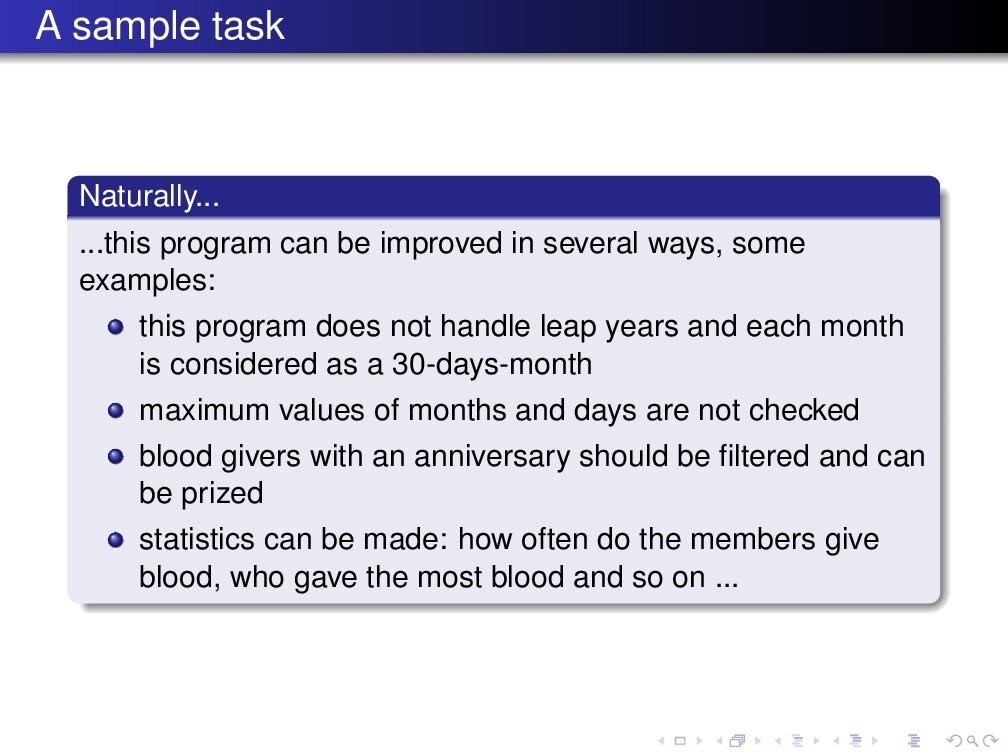 A sample task
Naturally...
...this program can be improved in several ways, some
examples:
this program does not handle leap years and each month
is considered as a 30-days-month
maximum values of months and days are not checked
blood givers with an anniversary should be filtered and can
be prized
statistics can be made: how often do the members give
blood, who gave the most blood and so on ...